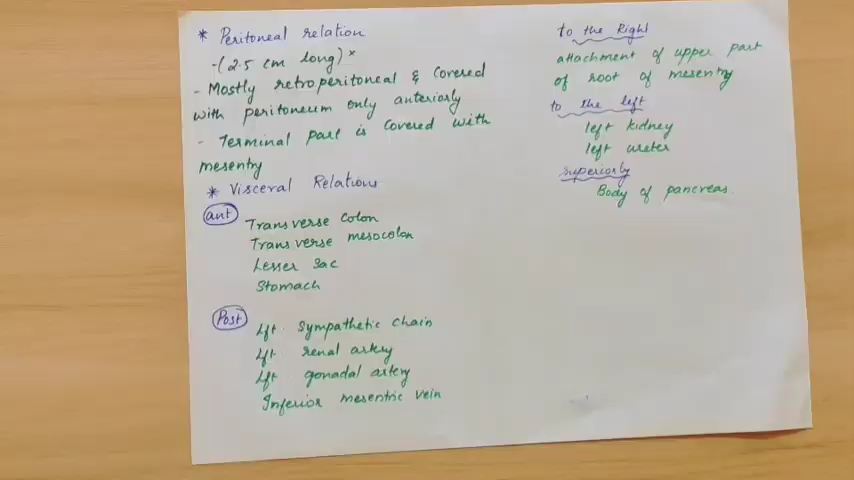 * Peritoneal relation
-(2.5 cm long) x
- Mostly retroperitoneal & Covered
with peritoneum only anteriorly
- Terminal part is Covered with
mesentry
* Visceral Relations
ant
Transverse colon
Transverse mesocolon
Lesser sac
Stomach
Post
Lft sympathetic chain
Lft renal artery
Lft gonadal artery
Inferior mesentric vein
to the Right
attachment of upper part
of root of mesentry
to the left
left kidney
left ureter
superiorly
Body of pancreas.